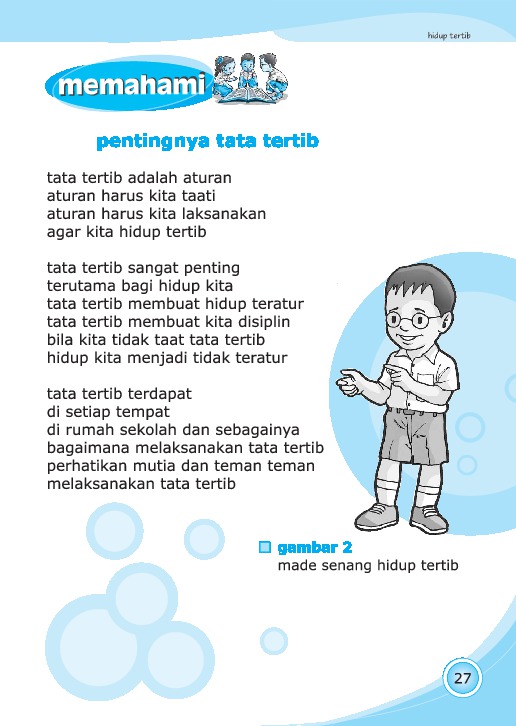 hidup tertib
memahami
pentingnya tata tertib
tata tertib adalah aturan
aturan harus kita taati
aturan harus kita laksanakan
agar kita hidup tertib
tata tertib sangat penting
terutama bagi hidup kita
tata tertib membuat hidup teratur
tata tertib membuat kita disiplin
bila kita tidak taat tata tertib
hidup kita menjadi tidak teratur
tata tertib terdapat
di setiap tempat
di rumah sekolah dan sebagainya
bagaimana melaksanakan tata tertib
perhatikan mutia dan teman teman
melaksanakan tata tertib
gambar 2
made senang hidup tertib
27